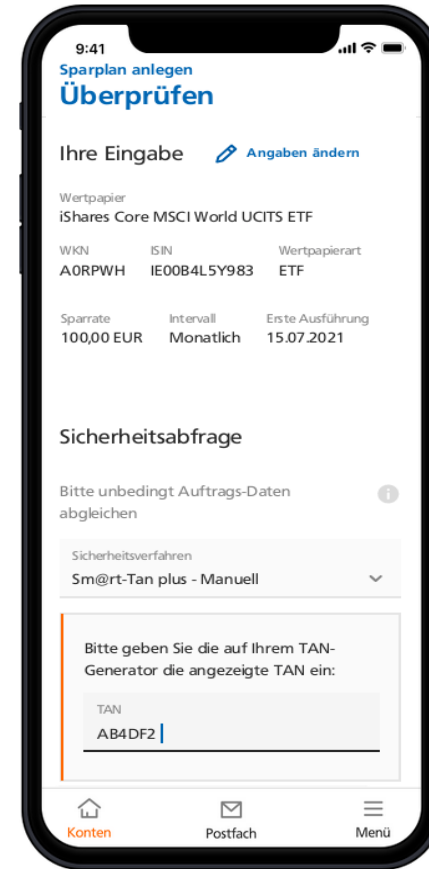 9:41
Sparplan anlegen
Überprüfen
Ihre Eingabe Angaben ändern
Wertpapier
iShares Core MSCI World UCITS ETF
WKN ISIN Wertpapierart
A0RPWH IE00B4L5Y983 ETF
Sparrate Intervall Erste Ausführung
100,00 EUR Monatlich 15.07.2021
Sicherheitsabfrage
Bitte unbedingt Auftrags-Daten
abgleichen
Sicherheitsverfahren
Sm@rt-Tan plus - Manuell
Bitte geben Sie die auf Ihrem TAN-
Generator die angezeigte TAN ein:
TAN
AB4DF2
Konten Postfach Menü